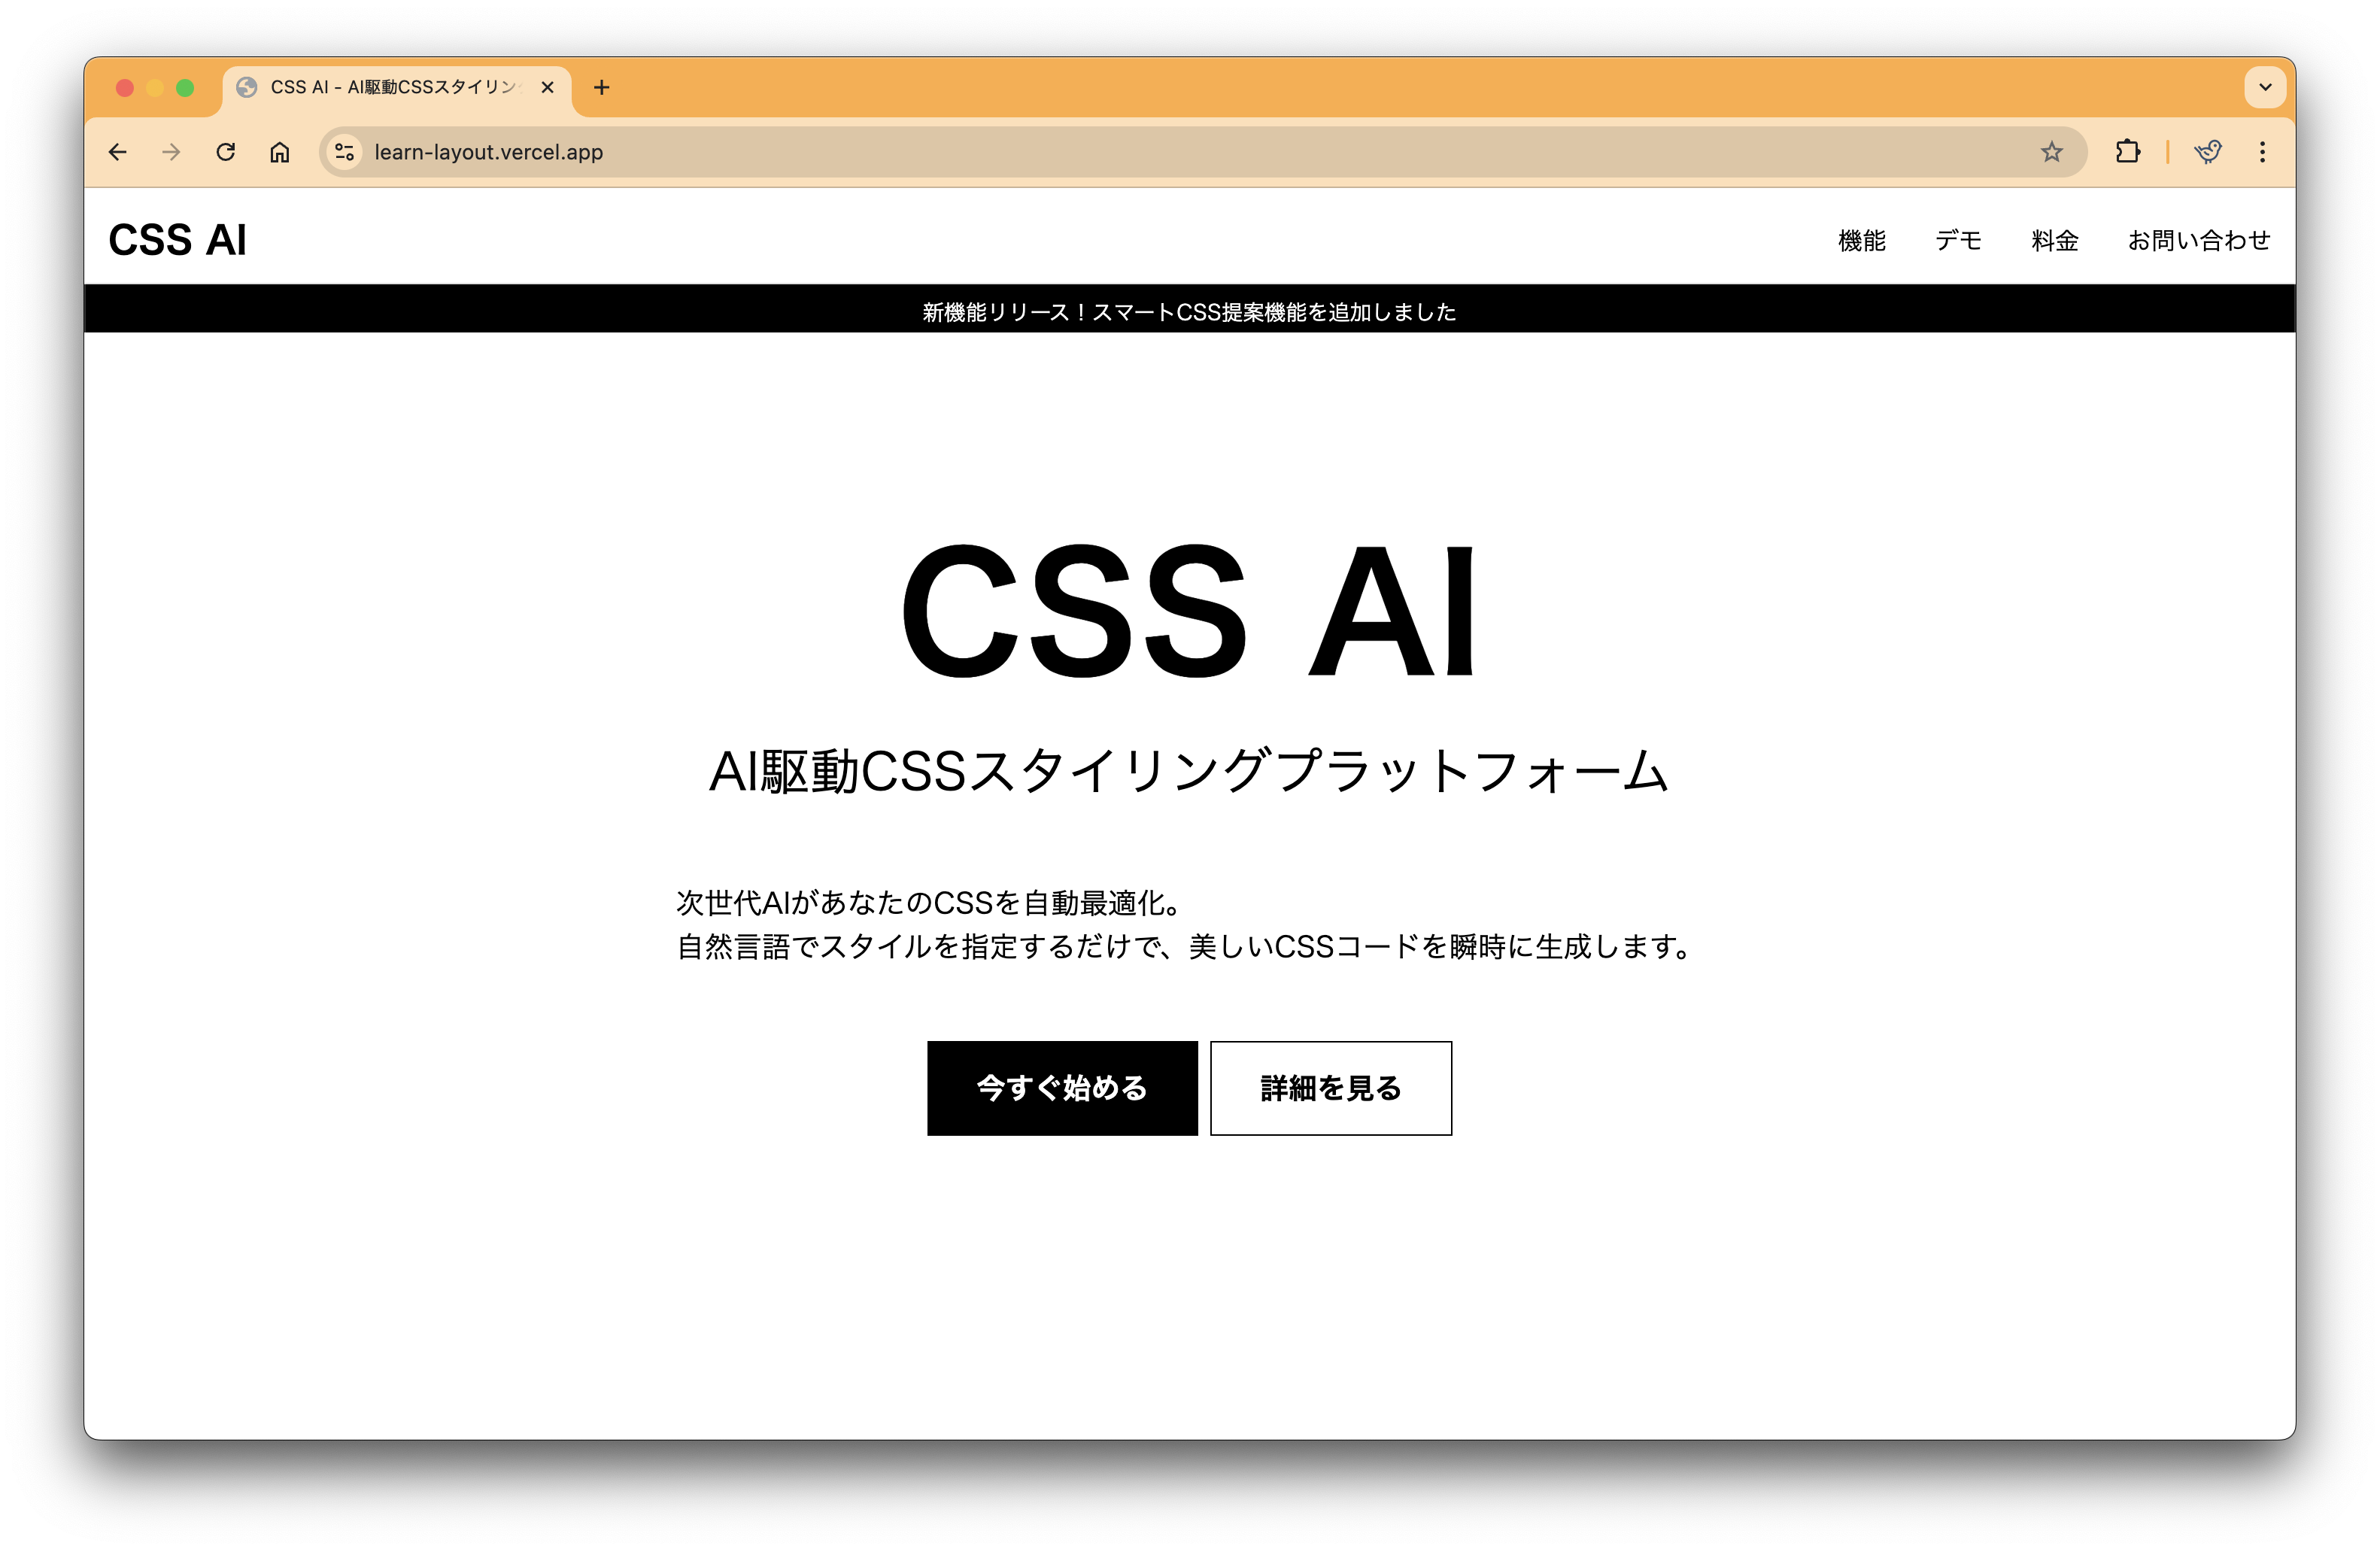 CSS AI - AI駆動CSSスタイリン
learn-layout.vercel.app
CSS AI
機能 デモ 料金 お問い合わせ
新機能リリース！スマートCSS提案機能を追加しました
CSS AI
AI駆動CSSスタイリングプラットフォーム
次世代AIがあなたのCSSを自動最適化。
自然言語でスタイルを指定するだけで、美しいCSSコードを瞬時に生成します。
今すぐ始める 詳細を見る